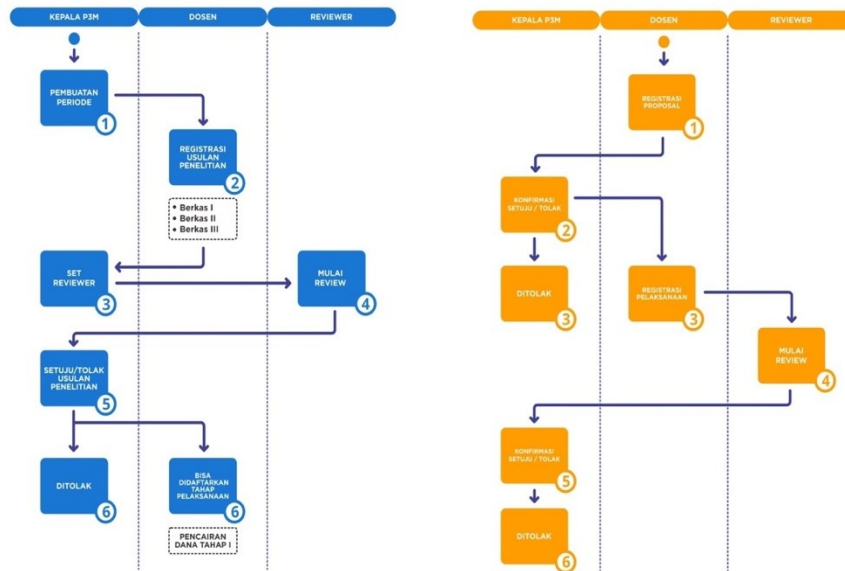 KEPALA P3M
DOSEN
REVIEWER
PEMBUATAN
PERIODE
1
REGISTRASI
USULAN
PENELITIAN
2
Berkas I
Berkas II
Berkas III
SET
REVIEWER
3
MULAI
REVIEW
4
SETUJU/TOLAK
USULAN
PENELITIAN
5
DITOLAK
6
BISA
DIDAFTARKAN
TAHAP
PELAKSANAAN
6
PENCAIRAN
DANA TAHAP I
KEPALA P3M
DOSEN
REVIEWER
REGISTRASI
PROPOSAL
1
KONFIRMASI
SETUJU / TOLAK
2
DITOLAK
3
REGISTRASI
PELAKSANAAN
3
MULAI
REVIEW
4
KONFIRMASI
SETUJU / TOLAK
5
DITOLAK
6